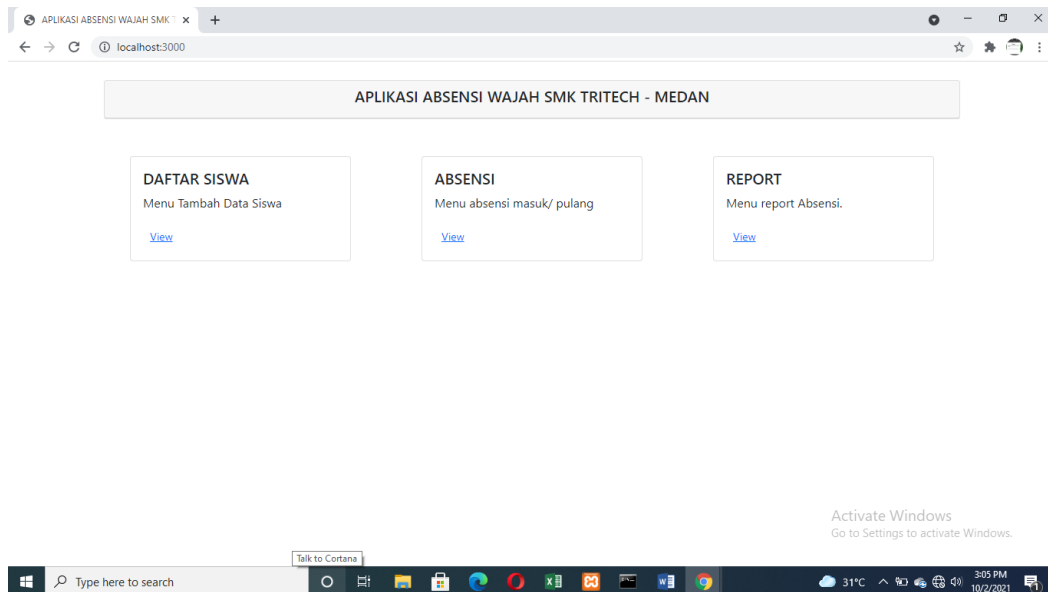 APLIKASI ABSENSI WAJAH SMK T
localhost:3000
APLIKASI ABSENSI WAJAH SMK TRITECH - MEDAN
DAFTAR SISWA
Menu Tambah Data Siswa
View
ABSENSI
Menu absensi masuk/ pulang
View
REPORT
Menu report Absensi.
View
Activate Windows
Go to Settings to activate Windows.
Talk to Cortana
Type here to search
31°C
3:05 PM
10/2/2021